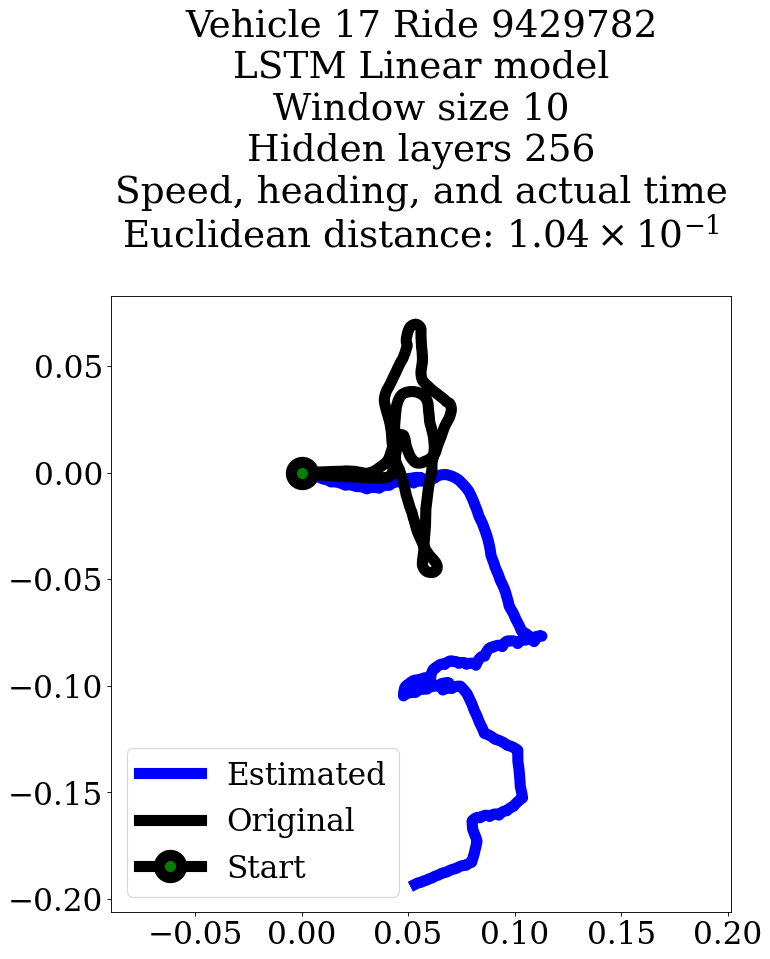 Vehicle 17 Ride 9429782
LSTM Linear model
Window size 10
Hidden layers 256
Speed, heading, and actual time
Euclidean distance: 1.04 × 10⁻¹
0.05
0.00
−0.05
−0.10
−0.15
−0.20
Estimated
Original
Start
−0.05 0.00 0.05 0.10 0.15 0.20